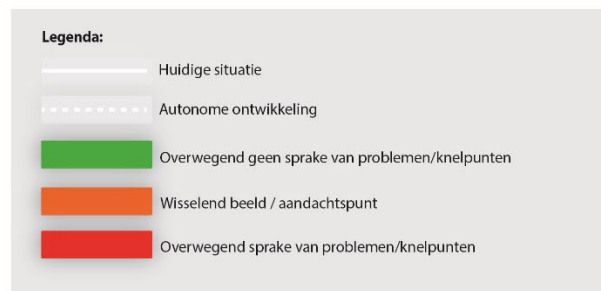 Legenda:
Huidige situatie
Autonome ontwikkeling
Overwegend geen sprake van problemen/knelpunten
Wisselend beeld / aandachtspunt
Overwegend sprake van problemen/knelpunten